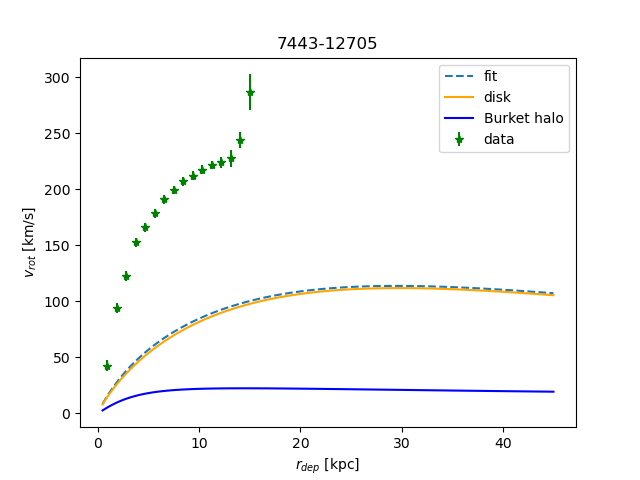 7443-12705
300
250
200
150
100
50
0
v_rot [km/s]
fit
disk
Burket halo
data
0 10 20 30 40
r_dep [kpc]